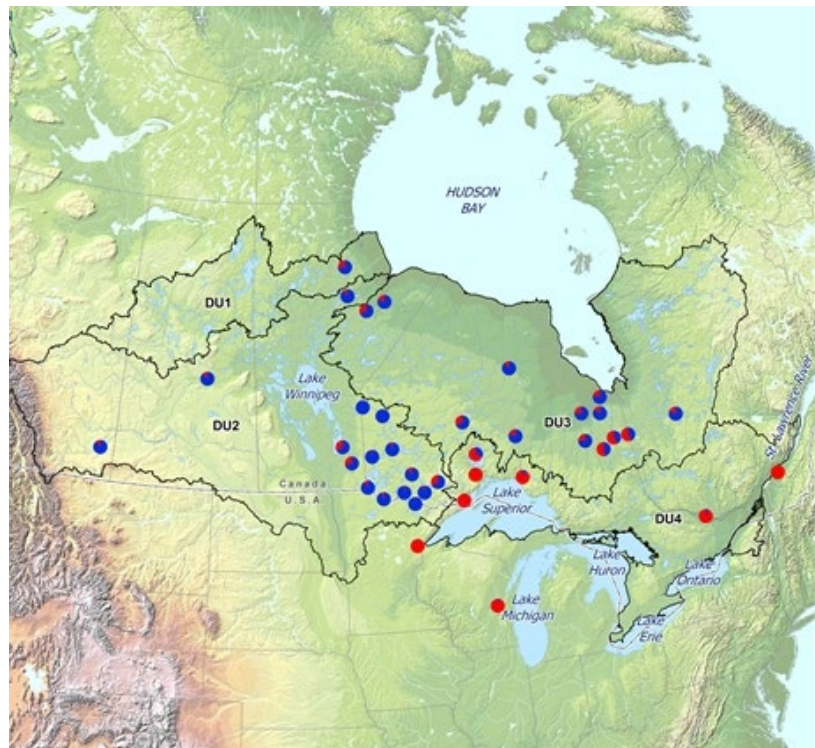 HUDSON
BAY
DU1
Lake
Winnipeg
DU2
DU3
St. Lawrence River
Canada
U.S.A
Lake
Superior
DU4
Lake
Huron
Lake
Ontario
Lake
Michigan
Lake
Erie